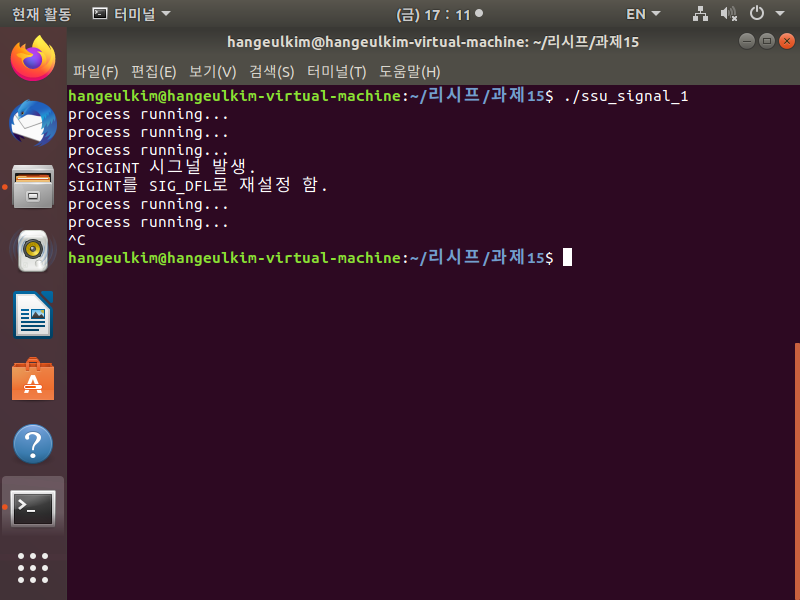 현재 활동 터미널 (금) 17 : 11 EN
hangeulkim@hangeulkim-virtual-machine: ~/리시프/과제15
파일(F) 편집(E) 보기(V) 검색(S) 터미널(T) 도움말(H)
hangeulkim@hangeulkim-virtual-machine:~/리시프/과제15$ ./ssu_signal_1
process running...
process running...
process running...
^CSIGINT 시그널 발생.
SIGINT를 SIG_DFL로 재설정 함.
process running...
process running...
^C
hangeulkim@hangeulkim-virtual-machine:~/리시프/과제15$